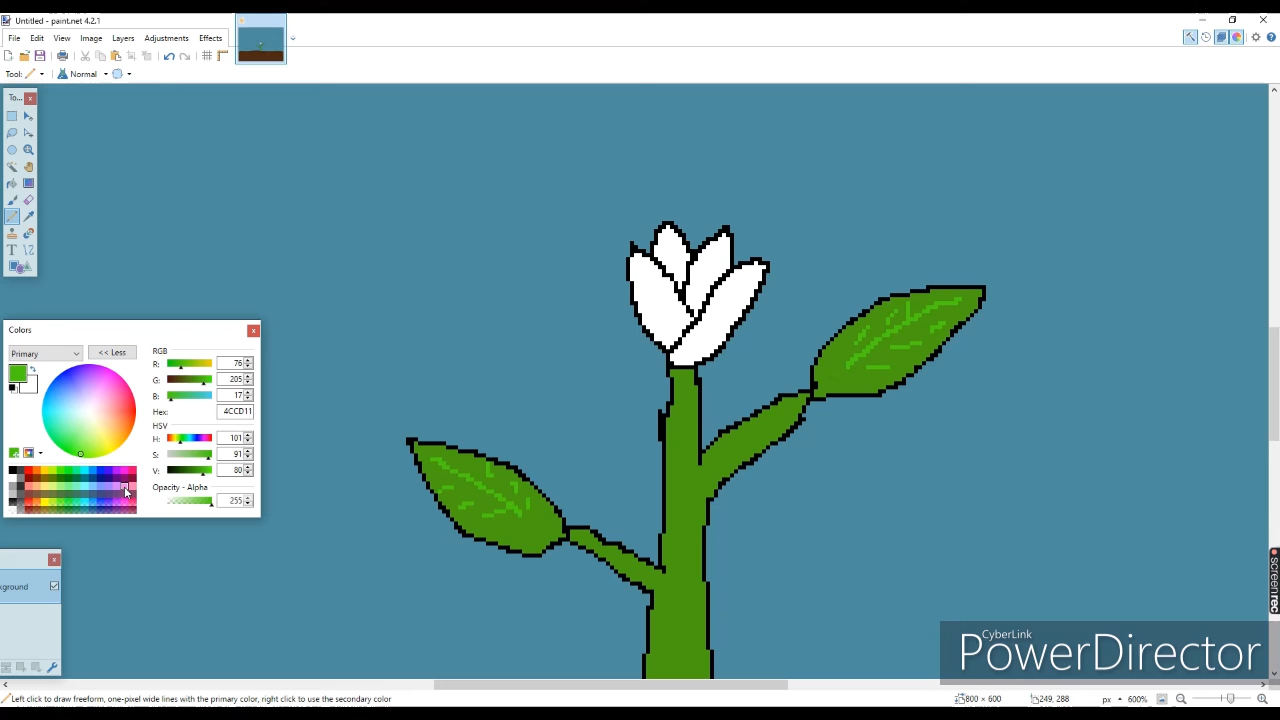 Untitled - paint.net 4.2.1
File Edit View Image Layers Adjustments Effects
Tool:
Normal
To...
Colors
Primary
<< Less
RGB
R: 76
G: 205
B: 17
Hex: 4CCD11
HSV
H: 101
S: 91
V: 80
Opacity - Alpha
255
kground
screenrec
CyberLink
PowerDirector
Left click to draw freeform, one-pixel wide lines with the primary color, right click to use the secondary color
800 × 600
249, 288
px
600%